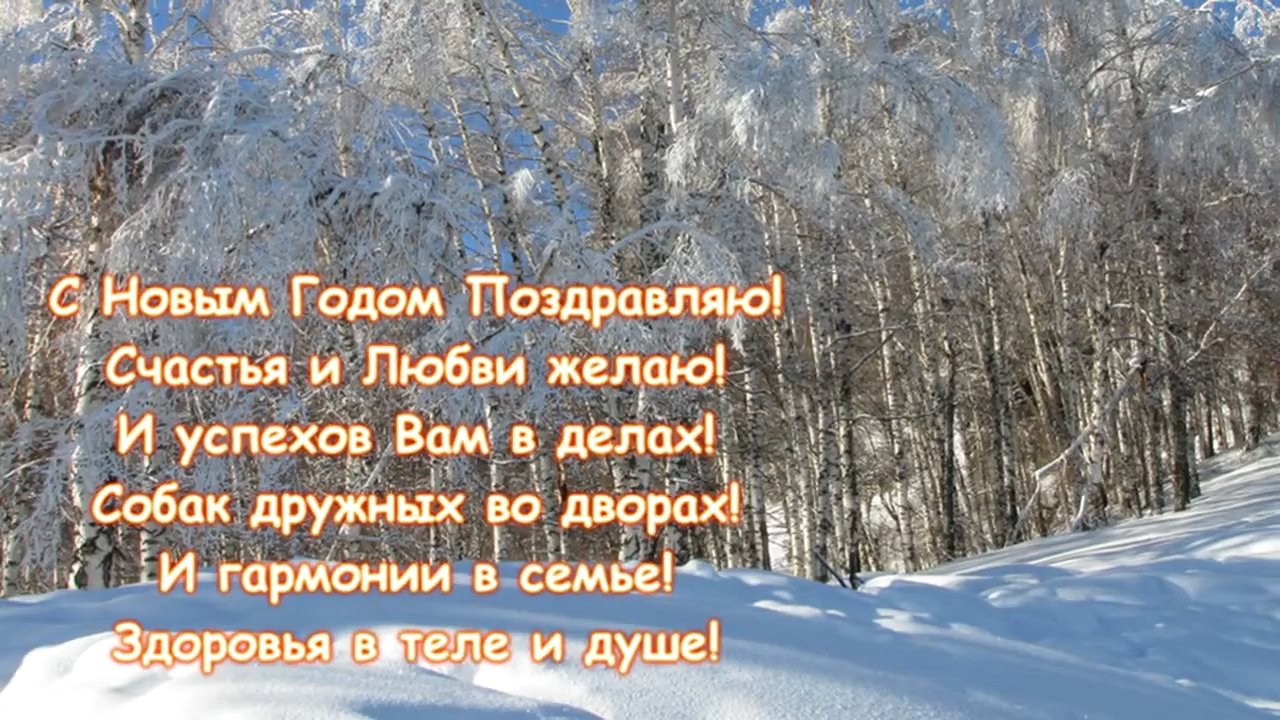 С Новым Годом Поздравляю!
Счастья и Любви желаю!
И успехов Вам в делах!
Собак дружных во дворах!
И гармонии в семье!
Здоровья в теле и душе!